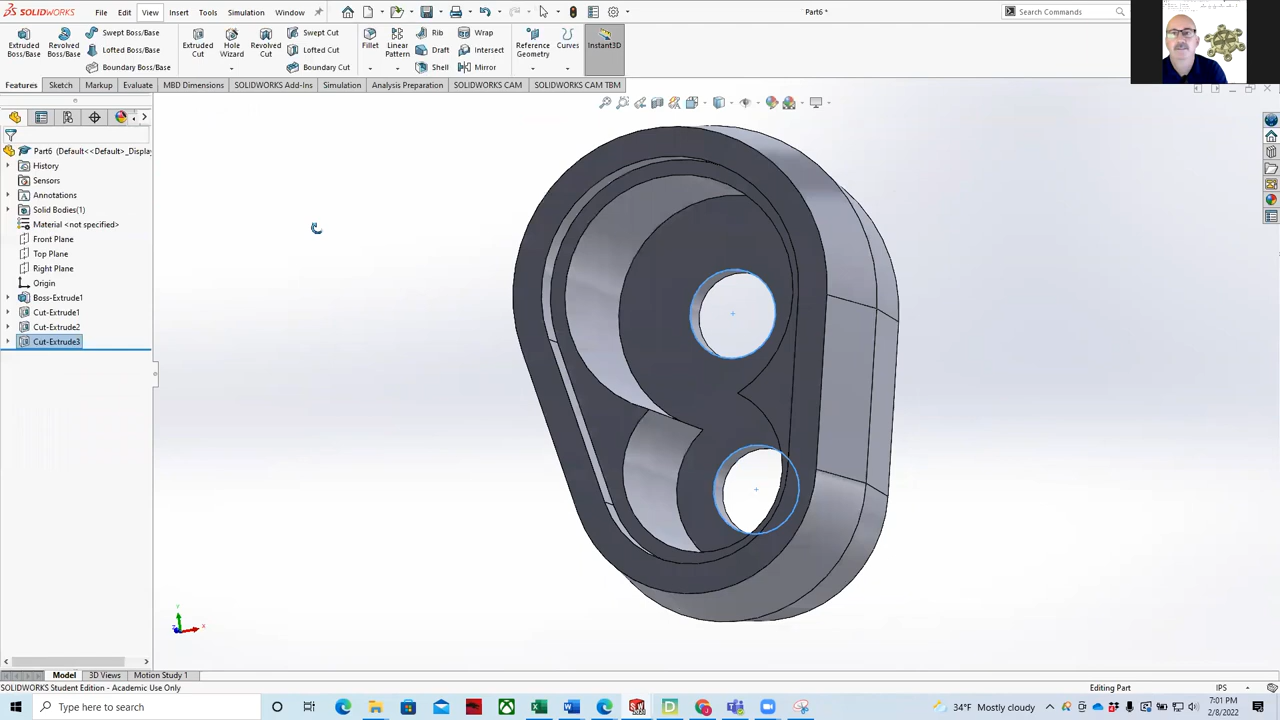 SOLIDWORKS
File
Edit
View
Insert
Tools
Simulation
Window
Part6 *
Search Commands
Extruded Boss/Base
Revolved Boss/Base
Swept Boss/Base
Lofted Boss/Base
Boundary Boss/Base
Extruded Cut
Hole Wizard
Revolved Cut
Swept Cut
Lofted Cut
Boundary Cut
Fillet
Linear Pattern
Rib
Draft
Shell
Wrap
Intersect
Mirror
Reference Geometry
Curves
Instant3D
Features
Sketch
Markup
Evaluate
MBD Dimensions
SOLIDWORKS Add-Ins
Simulation
Analysis Preparation
SOLIDWORKS CAM
SOLIDWORKS CAM TBM
Part6 (Default<<Default>_Display
History
Sensors
Annotations
Solid Bodies(1)
Material <not specified>
Front Plane
Top Plane
Right Plane
Origin
Boss-Extrude1
Cut-Extrude1
Cut-Extrude2
Cut-Extrude3
Y
X
Z
Model
3D Views
Motion Study 1
SOLIDWORKS Student Edition - Academic Use Only
Editing Part
IPS
Type here to search
34°F Mostly cloudy
7:01 PM
2/8/2022